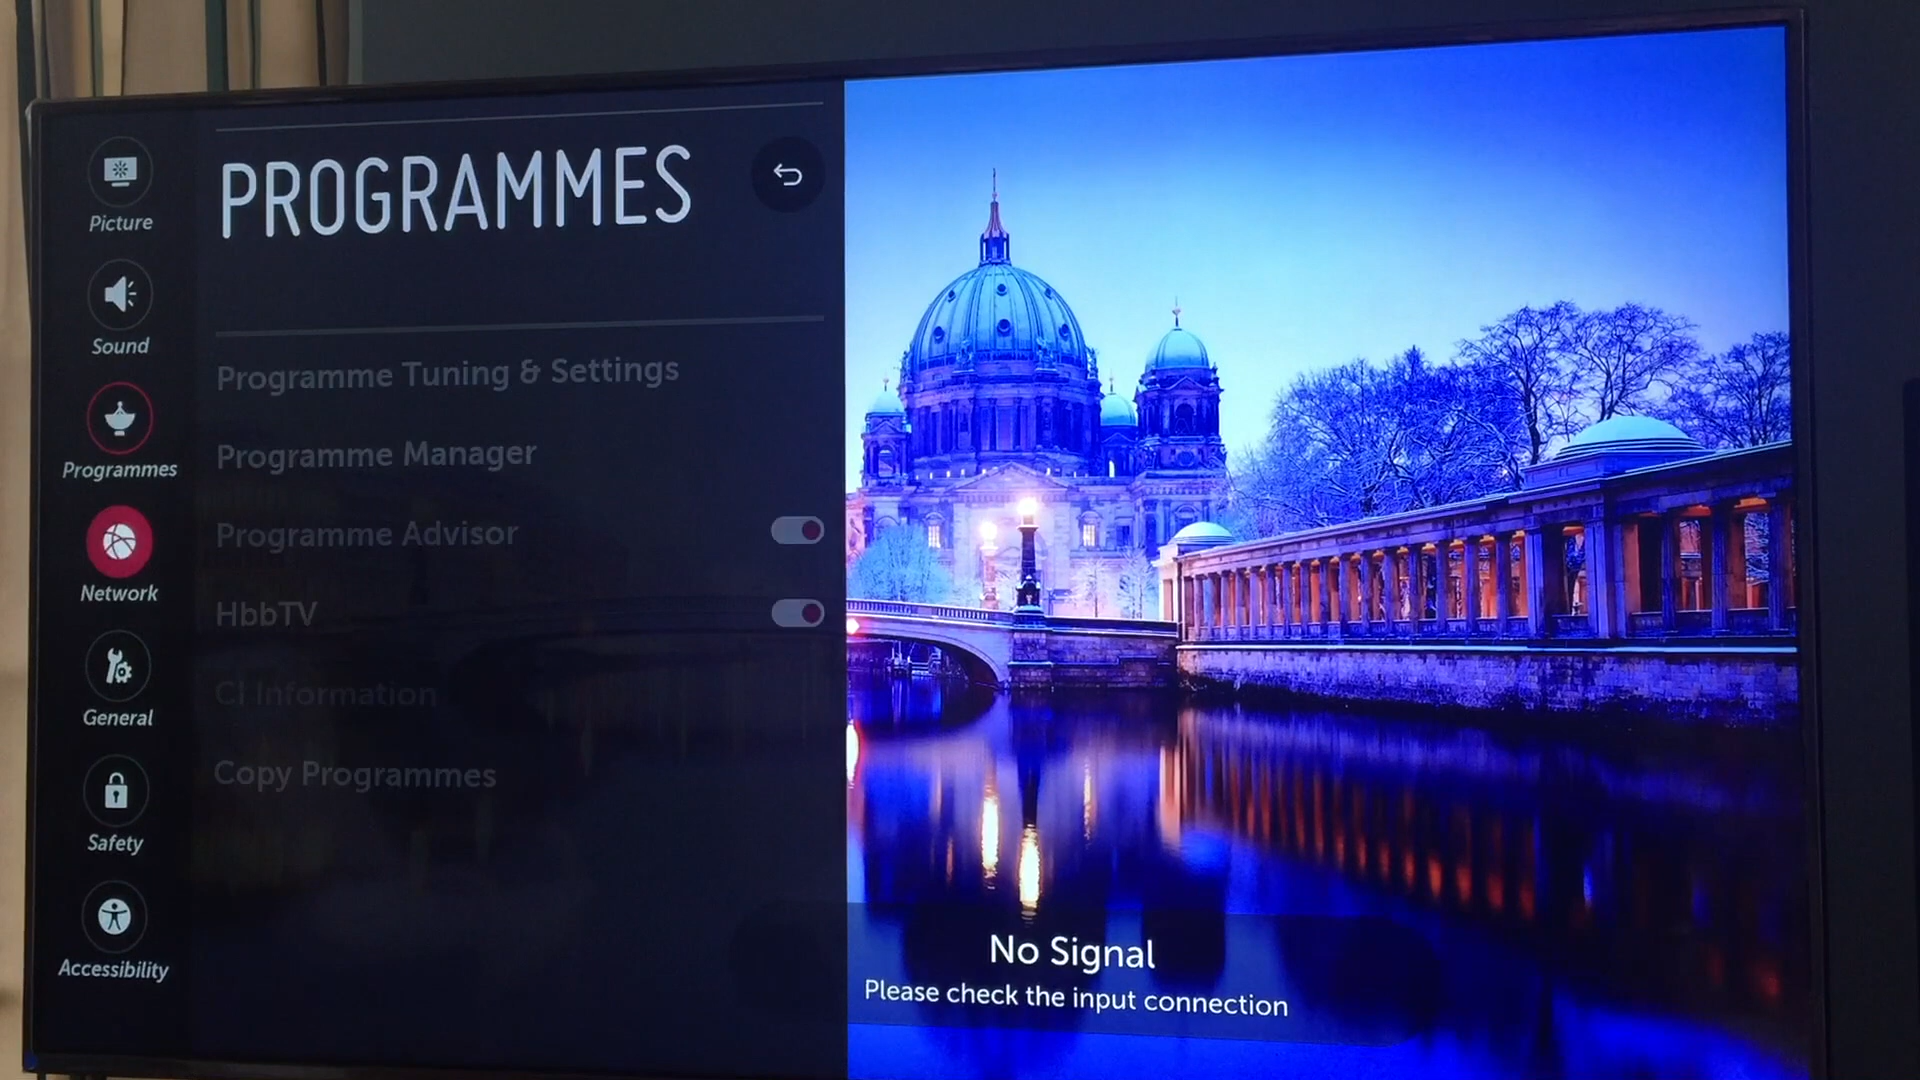 Picture
Sound
Programmes
Network
General
Safety
Accessibility
PROGRAMMES
Programme Tuning & Settings
Programme Manager
Programme Advisor
HbbTV
CI Information
Copy Programmes
No Signal
Please check the input connection